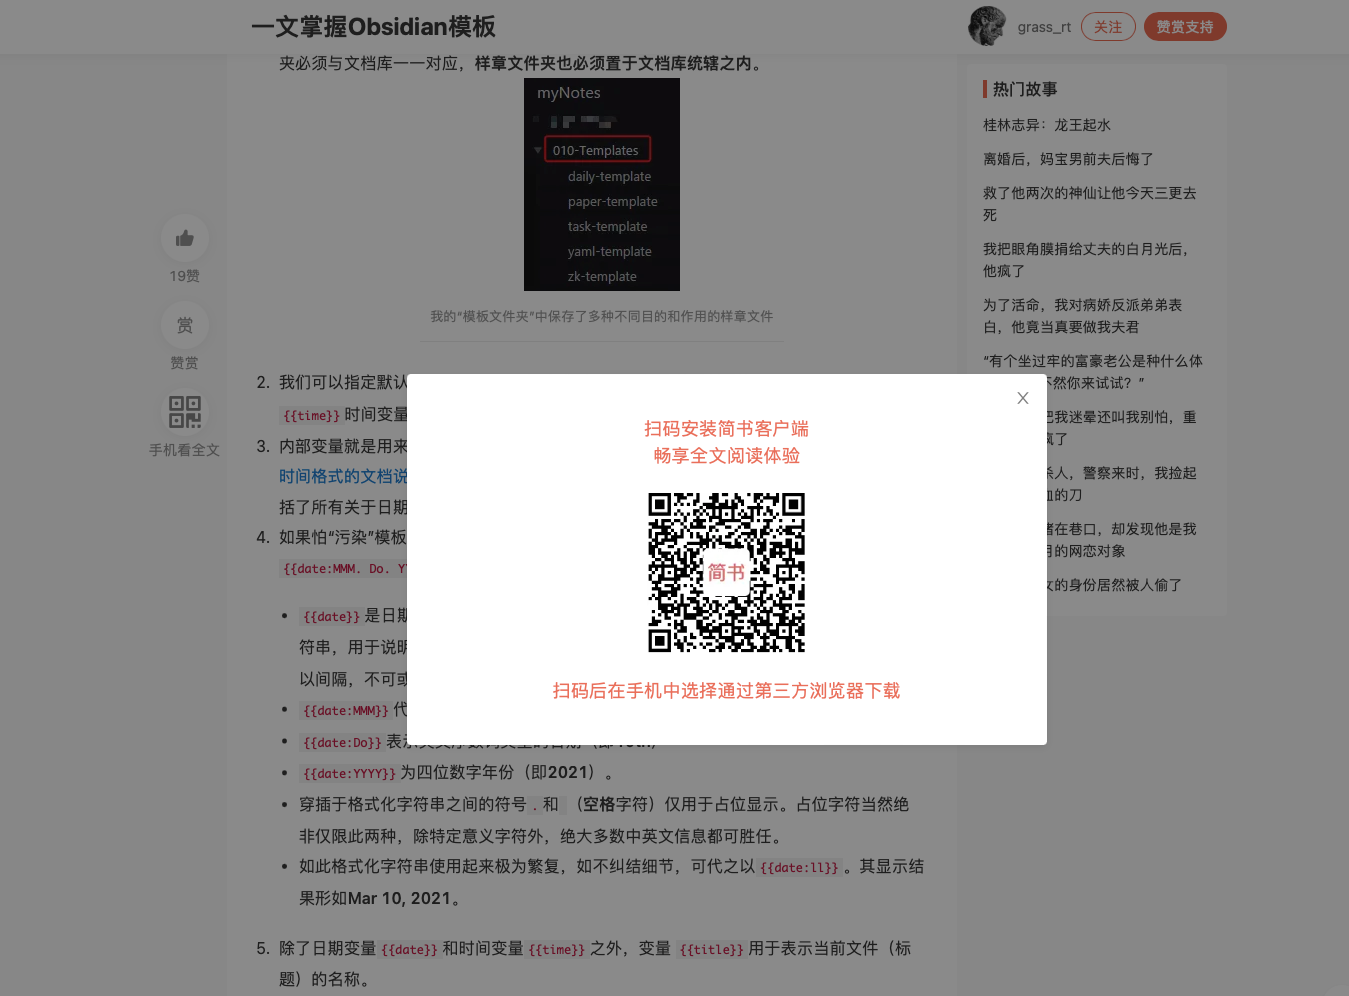 一文掌握Obsidian模板
grass_rt
关注
赞赏支持
夹必须与文档库一一对应，样章文件夹也必须置于文档库统辖之内。
myNotes
010-Templates
daily-template
paper-template
task-template
yaml-template
zk-template
我的“模板文件夹”中保存了多种不同目的和作用的样章文件
19赞
赏
赞赏
手机看全文
2. 我们可以指定默认
{{time}} 时间变量
3. 内部变量就是用来
时间格式的文档说
括了所有关于日期
4. 如果怕“污染”模板
{{date:MMM. Do. Y
{{date}} 是日期
符串，用于说明
以间隔，不可或
{{date:MMM}} 代
{{date:Do}} 表
{{date:YYYY}} 为四位数字年份（即2021）。
穿插于格式化字符串之间的符号 . 和 （空格字符）仅用于占位显示。占位字符当然绝
非仅限此两种，除特定意义字符外，绝大多数中英文信息都可胜任。
如此格式化字符串使用起来极为繁复，如不纠结细节，可代之以 {{date:ll}} 。其显示结
果形如Mar 10, 2021。
5. 除了日期变量 {{date}} 和时间变量 {{time}} 之外，变量 {{title}} 用于表示当前文件（标
题）的名称。
扫码安装简书客户端
畅享全文阅读体验
简书
扫码后在手机中选择通过第三方浏览器下载
热门故事
桂林志异：龙王起水
离婚后，妈宝男前夫后悔了
救了他两次的神仙让他今天三更去
死
我把眼角膜捐给丈夫的白月光后，
他疯了
为了活命，我对病娇反派弟弟表
白，他竟当真要做我夫君
“有个坐过牢的富豪老公是种什么体
不然你来试试？”
把我迷晕还叫我别怕，重
疯了
杀人，警察来时，我捡起
血的刀
堵在巷口，却发现他是我
月的网恋对象
女的身份居然被人偷了